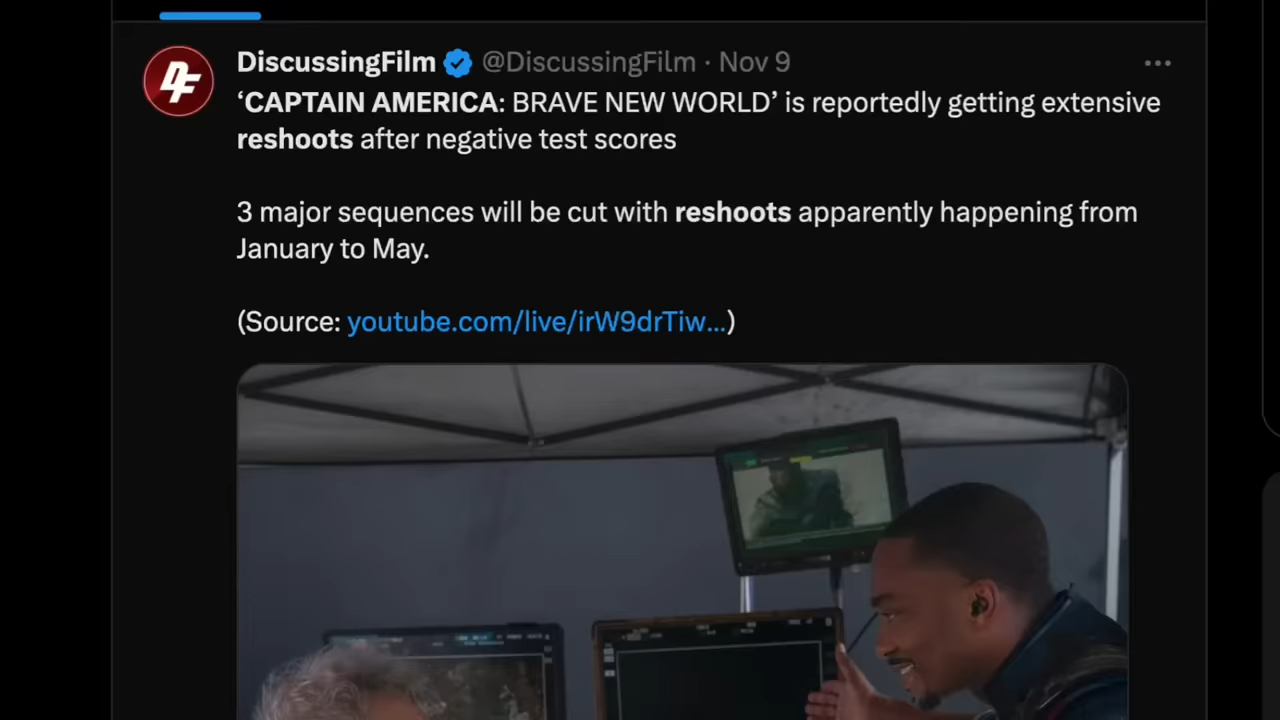 DiscussingFilm @DiscussingFilm · Nov 9
‘CAPTAIN AMERICA: BRAVE NEW WORLD’ is reportedly getting extensive
reshoots after negative test scores
3 major sequences will be cut with reshoots apparently happening from
January to May.
(Source: youtube.com/live/irW9drTiw...)